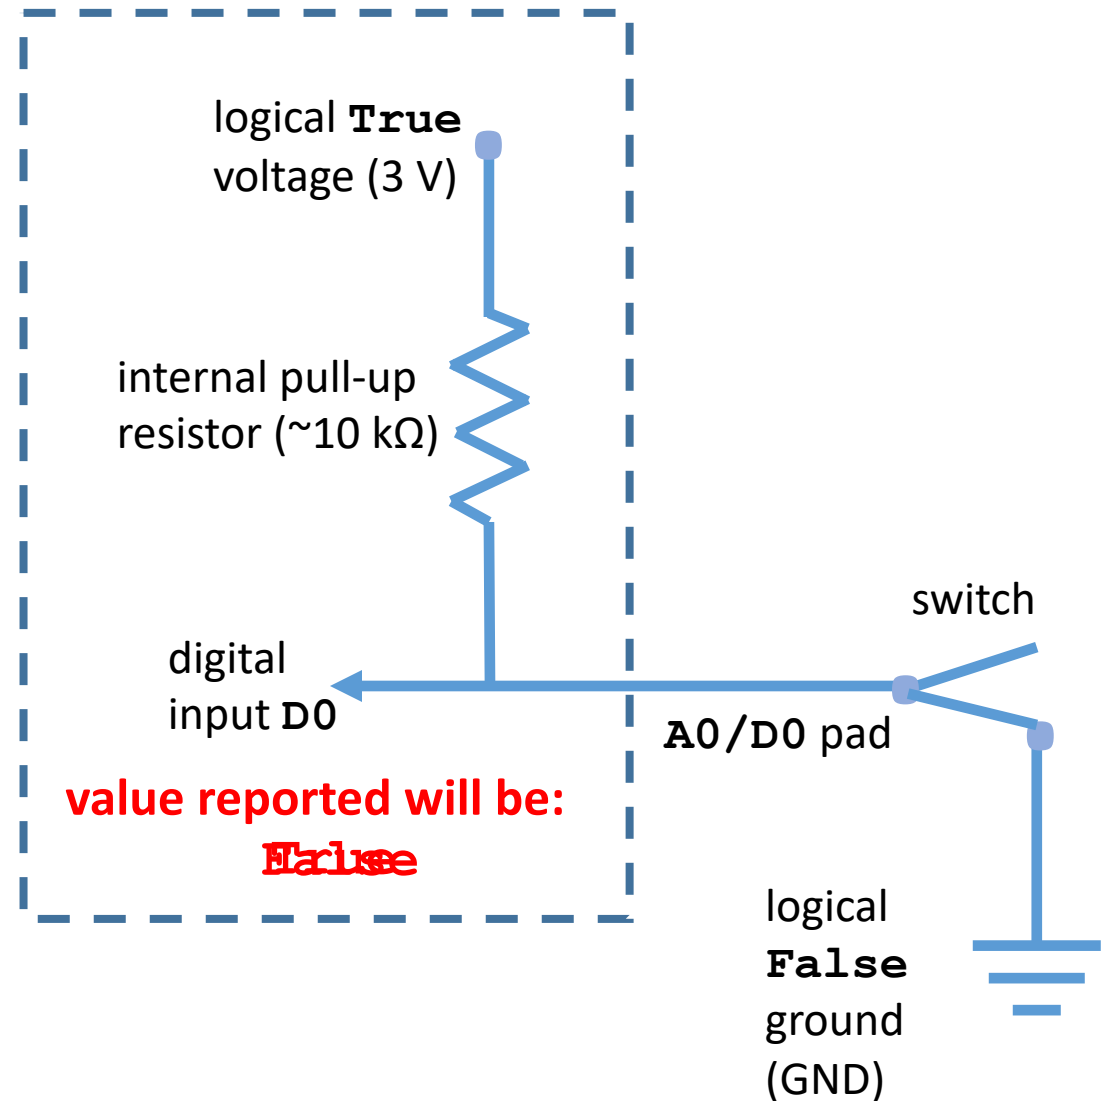 logical True
voltage (3 V)
internal pull-up
resistor (~10 kΩ)
switch
digital
input D0
A0/D0 pad
value reported will be:
logical
False
ground
(GND)